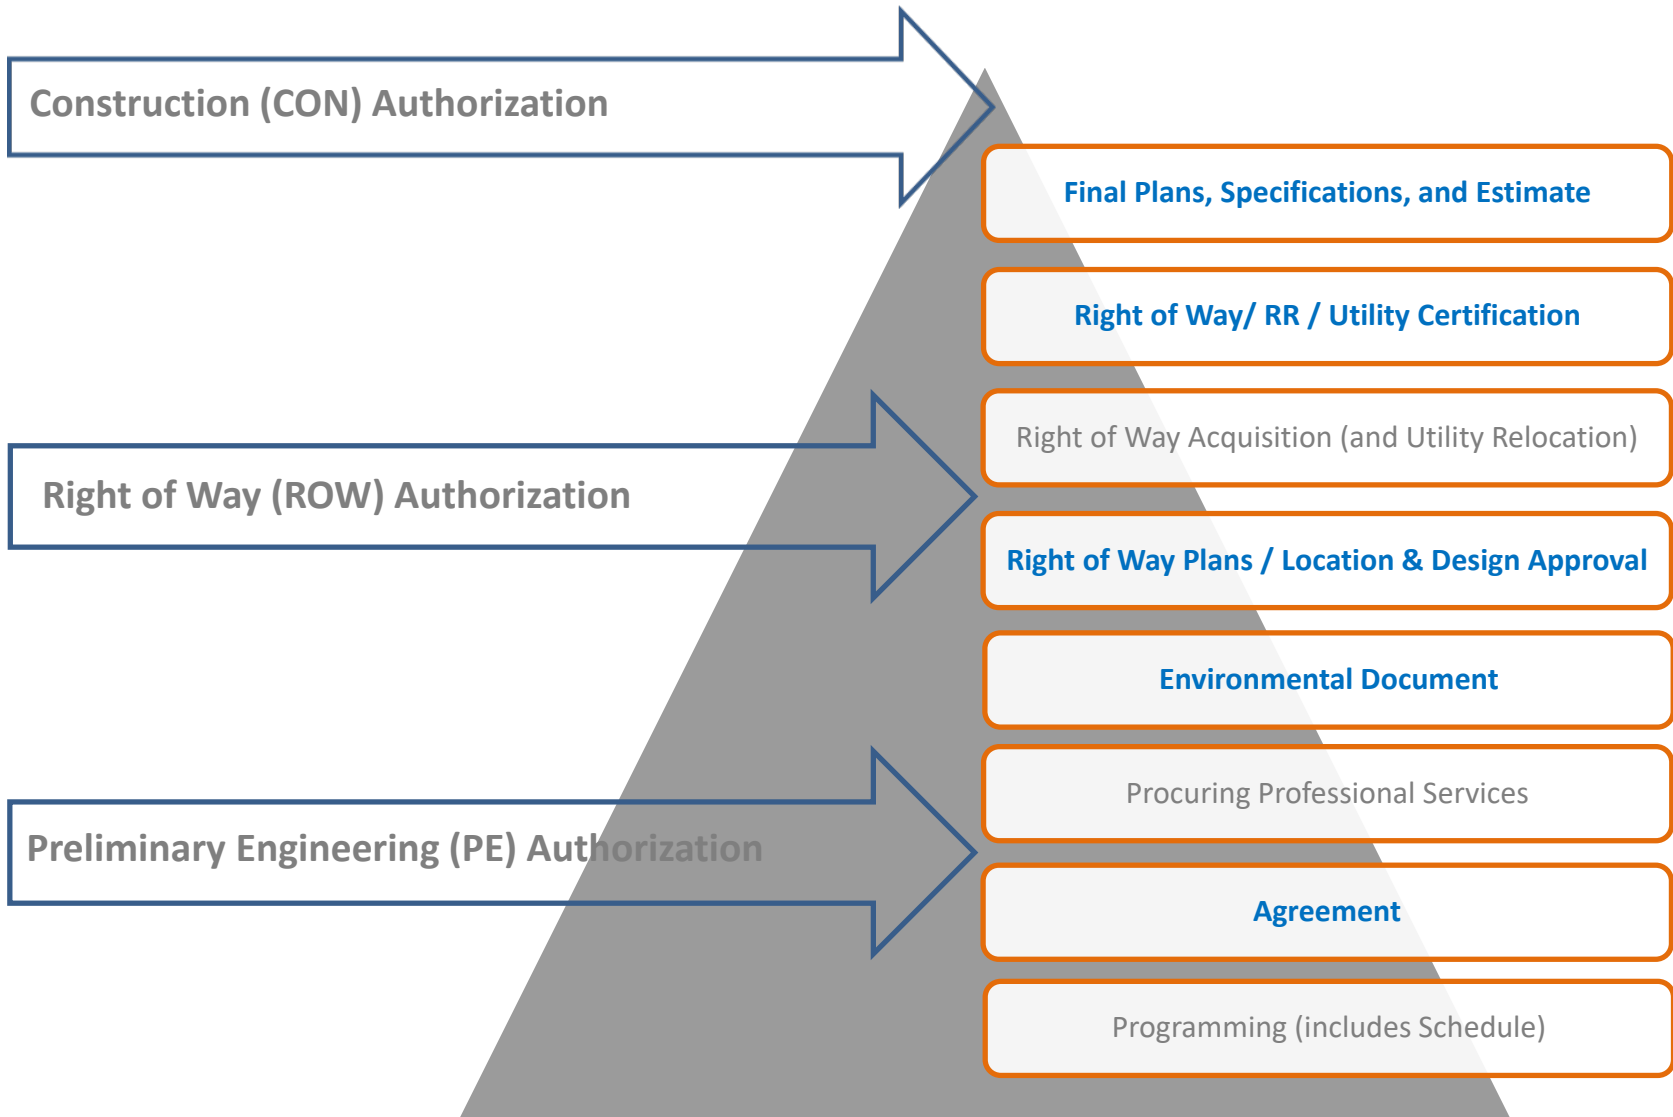 Construction (CON) Authorization
Final Plans, Specifications, and Estimate
Right of Way/ RR / Utility Certification
Right of Way Acquisition (and Utility Relocation)
Right of Way (ROW) Authorization
Right of Way Plans / Location & Design Approval
Environmental Document
Procuring Professional Services
Preliminary Engineering (PE) Authorization
Agreement
Programming (includes Schedule)